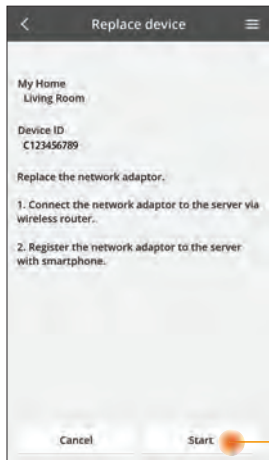 Replace device
My Home
Living Room
Device ID
C123456789
Replace the network adaptor.
1. Connect the network adaptor to the server via
wireless router.
2. Register the network adaptor to the server
with smartphone.
Cancel Start